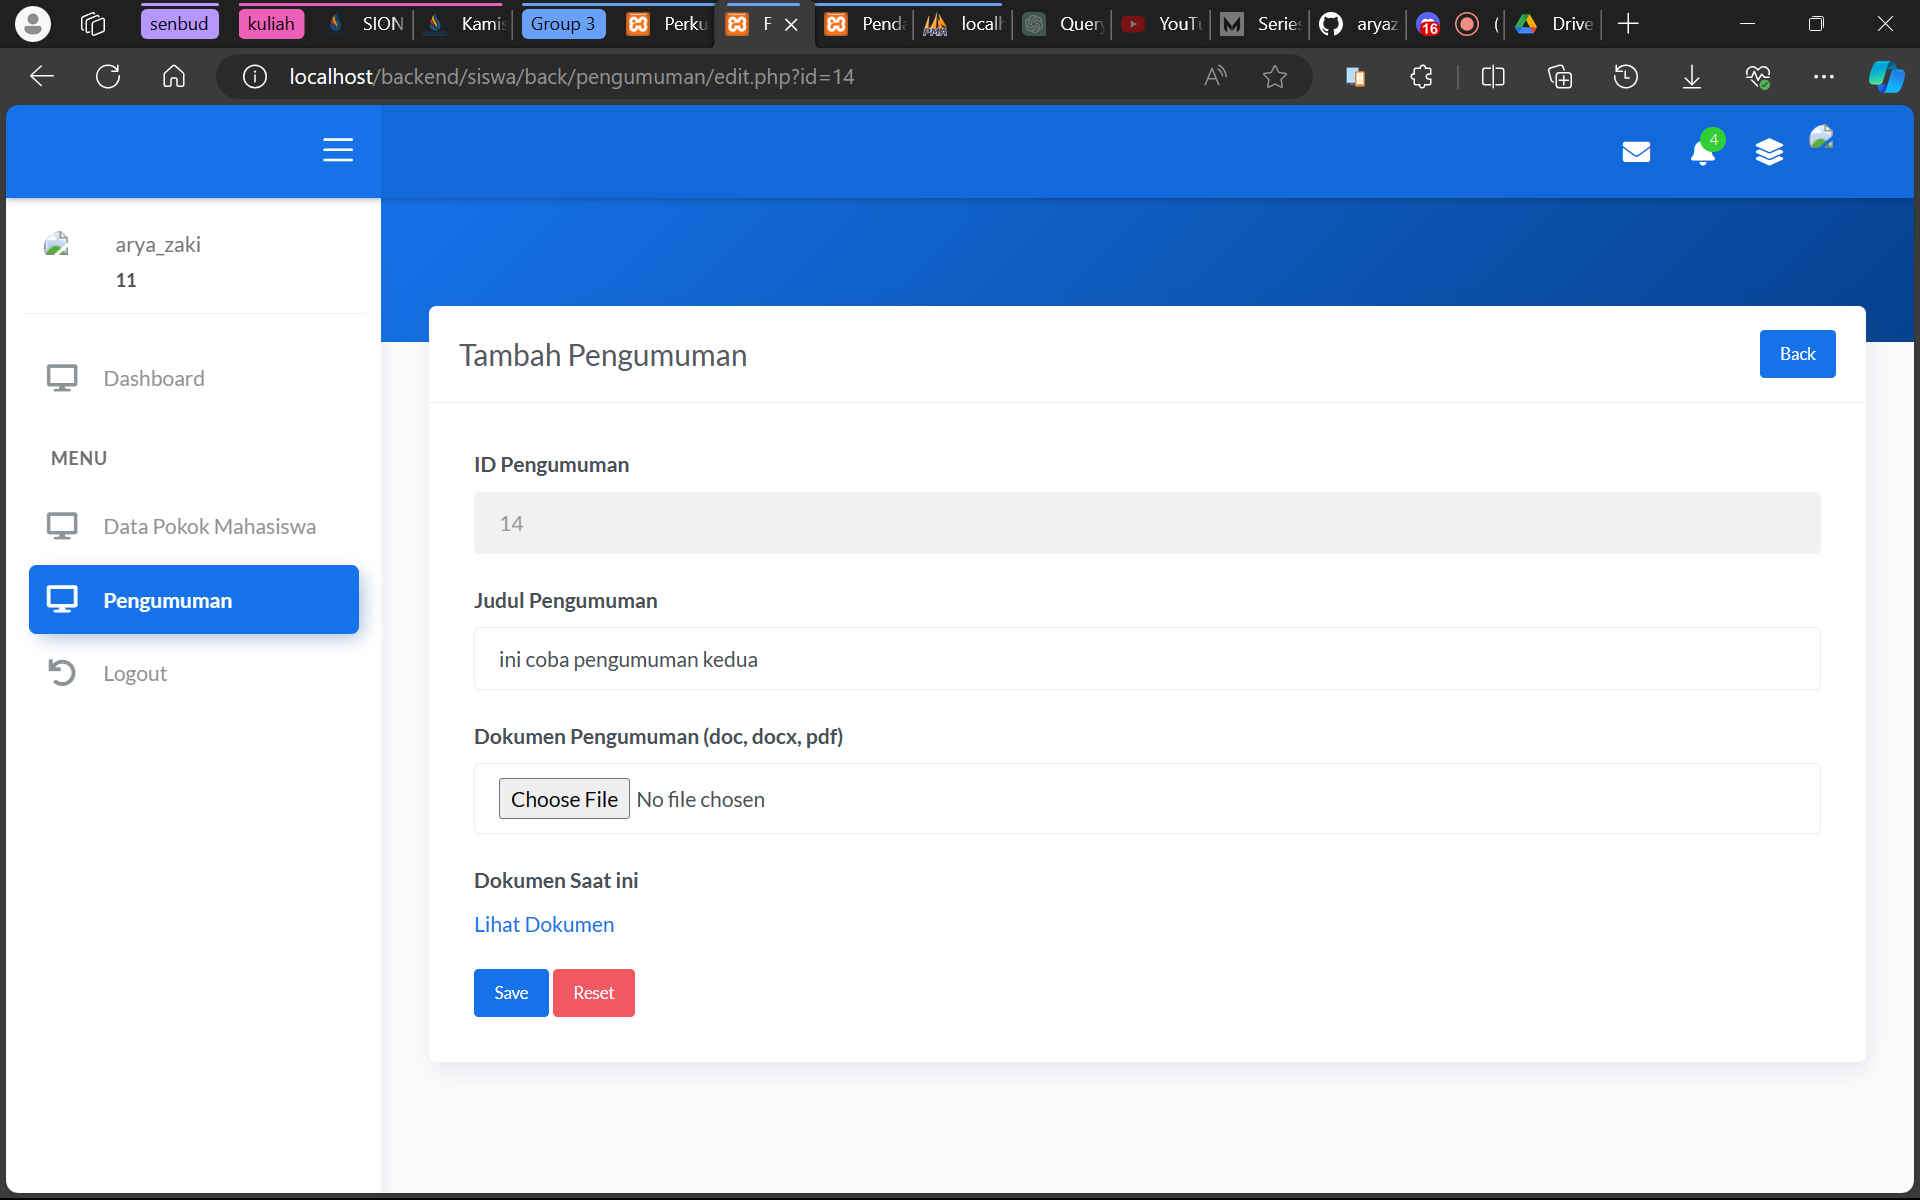 senbud
kuliah
SION
Kamis
Group 3
Perku
F
Penda
localh
Query
YouTu
Series
aryaz
16
(
Drive
localhost/backend/siswa/back/pengumuman/edit.php?id=14
4
arya_zaki
11
Dashboard
MENU
Data Pokok Mahasiswa
Pengumuman
Logout
Tambah Pengumuman
Back
ID Pengumuman
14
Judul Pengumuman
ini coba pengumuman kedua
Dokumen Pengumuman (doc, docx, pdf)
Choose File No file chosen
Dokumen Saat ini
Lihat Dokumen
Save
Reset